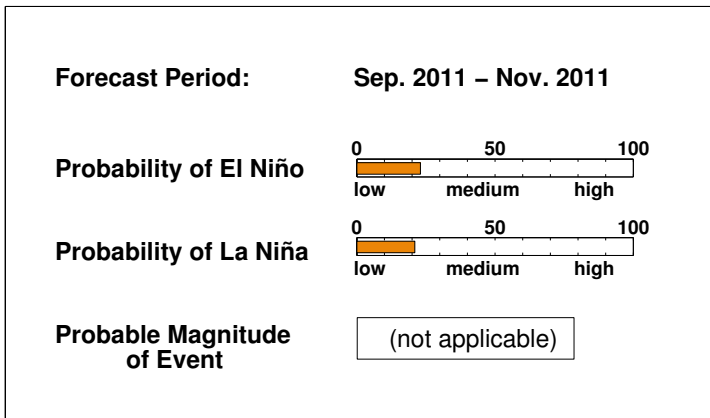 Forecast Period: Sep. 2011 – Nov. 2011
0 50 100
Probability of El Niño
low medium high
0 50 100
Probability of La Niña
low medium high
Probable Magnitude
of Event
(not applicable)